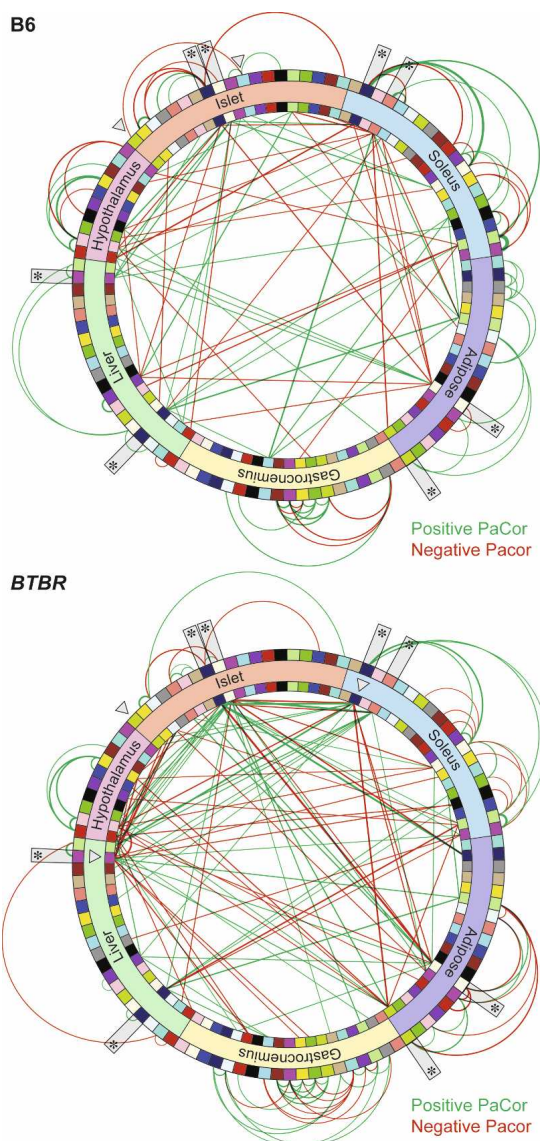 B6
* *
* *
Islet
Soleus
Hypothalamus
*
Liver
Adipose
*
*
Gastrocnemius
*
Positive PaCor
Negative Pacor
BTBR
* *
* *
Islet
Soleus
Hypothalamus
*
Liver
Adipose
*
*
Gastrocnemius
*
Positive PaCor
Negative Pacor